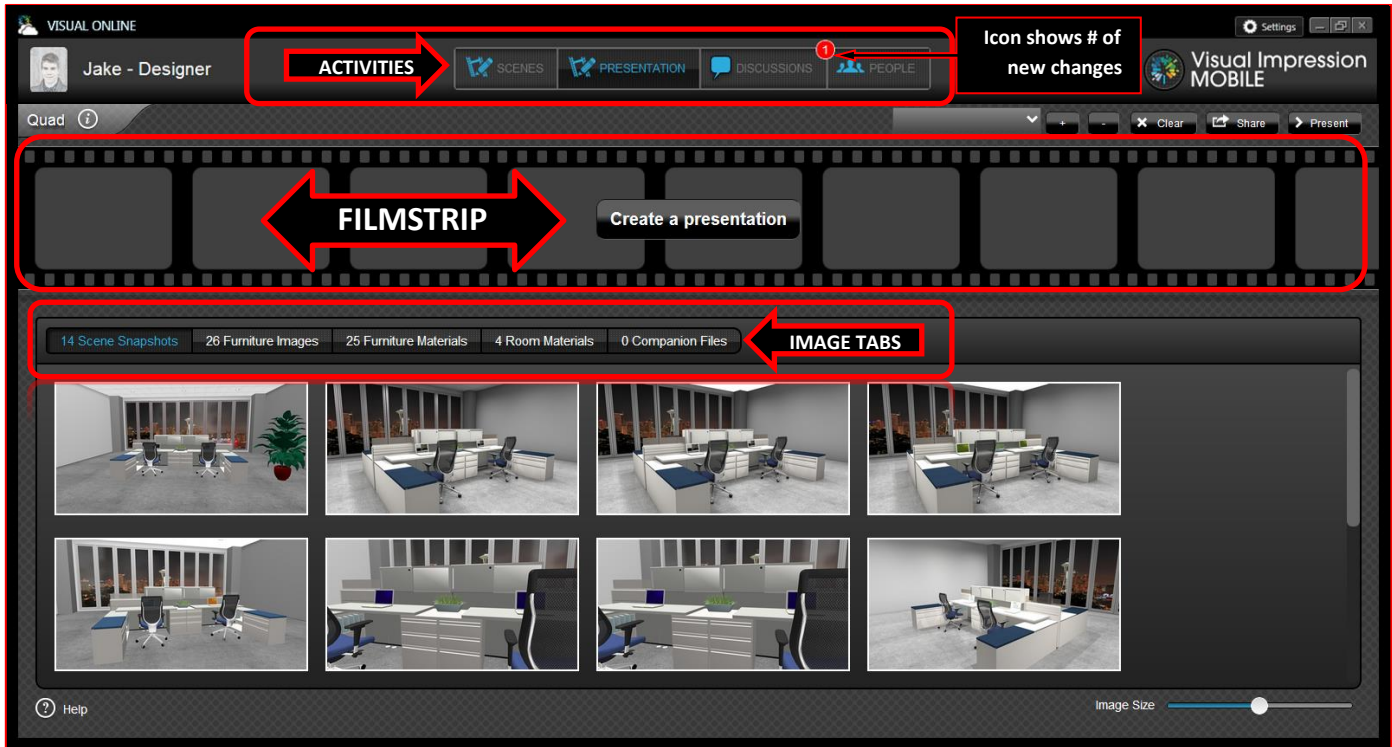 VISUAL ONLINE
Settings
Jake - Designer
ACTIVITIES
SCENES
PRESENTATION
DISCUSSIONS
1
PEOPLE
Icon shows # of
new changes
Visual Impression
MOBILE
Quad
+
-
Clear
Share
Present
FILMSTRIP
Create a presentation
14 Scene Snapshots
26 Furniture Images
25 Furniture Materials
4 Room Materials
0 Companion Files
IMAGE TABS
? Help
Image Size